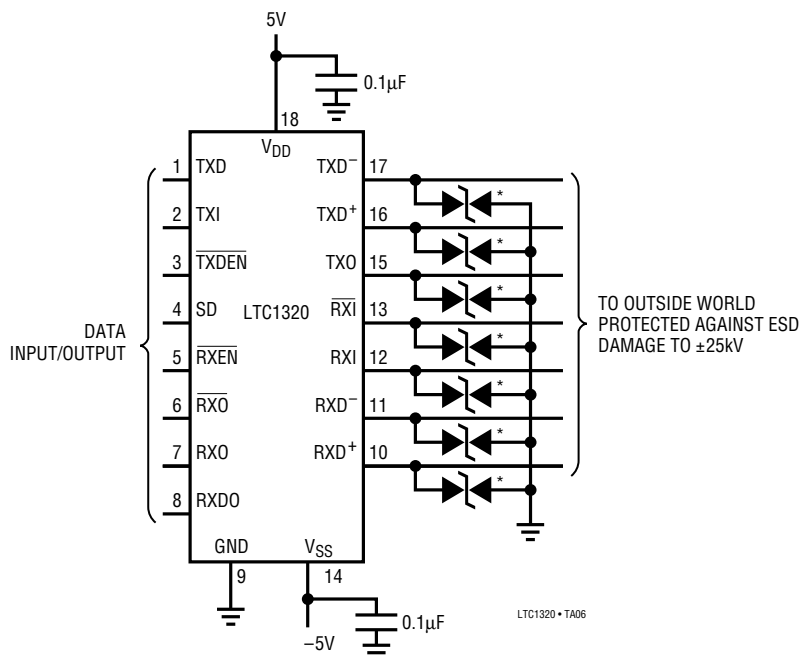 5V
0.1µF
18
VDD
1 TXD
TXD– 17
*
2 TXI
TXD+ 16
*
3 TXDEN
TXO 15
*
4 SD
LTC1320
RXI 13
*
5 RXEN
RXI 12
*
6 RXO
RXD– 11
*
7 RXO
RXD+ 10
*
8 RXDO
GND
VSS
9
14
DATA
INPUT/OUTPUT
TO OUTSIDE WORLD
PROTECTED AGAINST ESD
DAMAGE TO ±25kV
–5V
0.1µF
LTC1320 • TA06